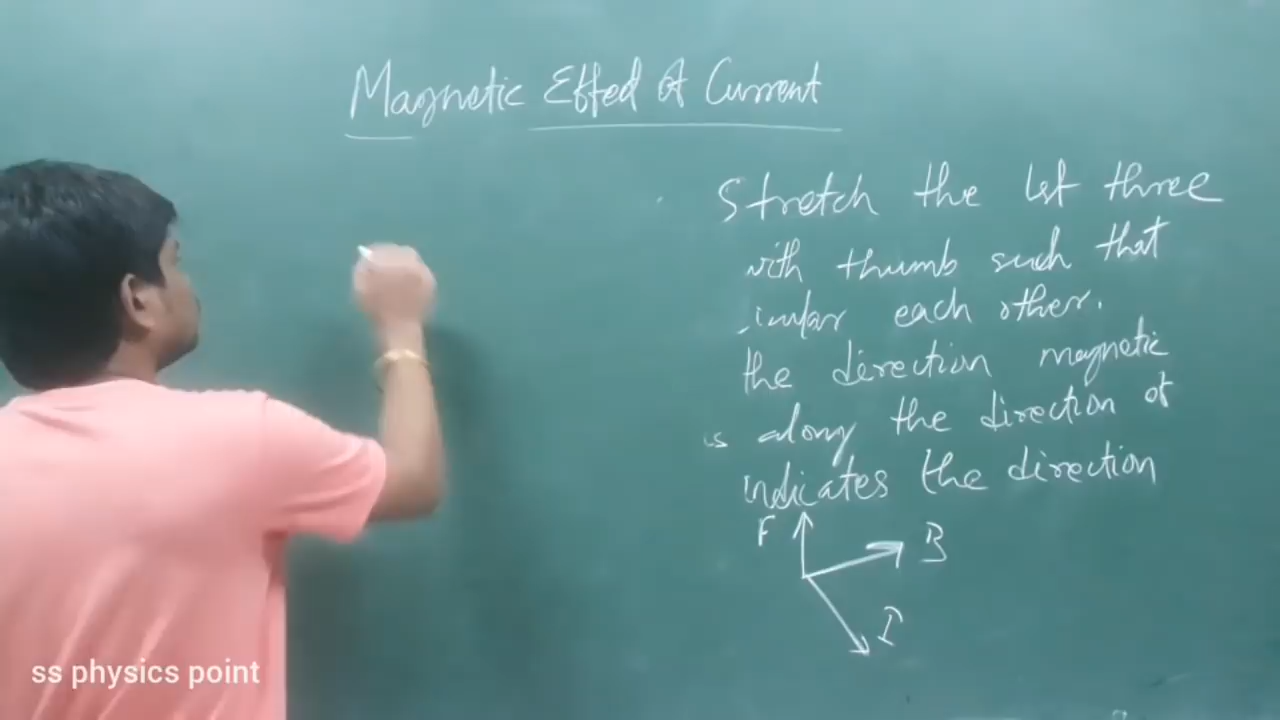 Magnetic Effed of Current
Stretch the left three
with thumb such that
each other.
the direction magnetic
is along the direction of
indicates the direction
F
B
I
ss physics point